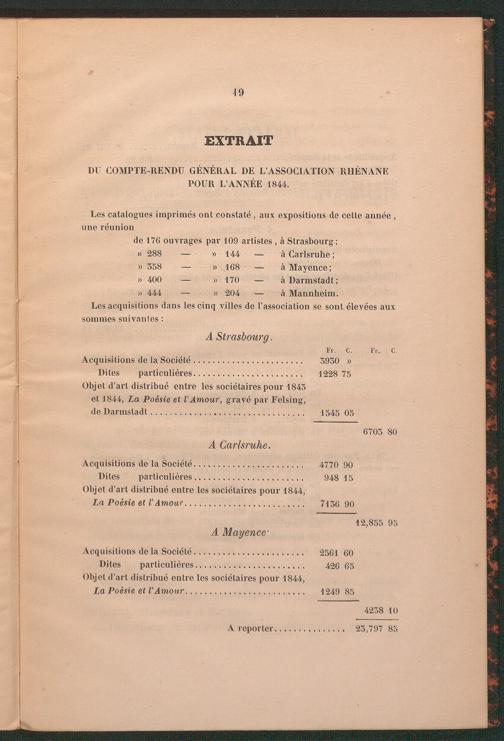 19
EXTRAIT
DU COMPTE-RENDU GÉNÉRAL DE L'ASSOCIATION RHÉNANE
POUR L'ANNÉE 1844.
Les catalogues imprimés ont constaté, aux expositions de cette année,
une réunion
de 176 ouvrages par 109 artistes, à Strasbourg;
» 288 — » 144 — à Carlsruhe;
» 358 — » 168 — à Mayence;
» 400 — » 170 — à Darmstadt;
» 444 — » 204 — à Mannheim.
Les acquisitions dans les cinq villes de l'association se sont élevées aux
sommes suivantes:
A Strasbourg.
Fr. C. Fr. C.
Acquisitions de la Société...................... 3930 »
Dites particulières...................... 1228 75
Objet d'art distribué entre les sociétaires pour 1843
et 1844, La Poésie et l'Amour, gravé par Felsing,
de Darmstadt............................... 1545 05
6703 80
A Carlsruhe.
Acquisitions de la Société...................... 4770 90
Dites particulières...................... 948 15
Objet d'art distribué entre les sociétaires pour 1844,
La Poésie et l'Amour........................ 7136 90
12,855 95
A Mayence
Acquisitions de la Société...................... 2561 60
Dites particulières...................... 426 65
Objet d'art distribué entre les sociétaires pour 1844,
La Poésie et l'Amour........................ 1249 85
4238 10
A reporter.............. 23,797 85